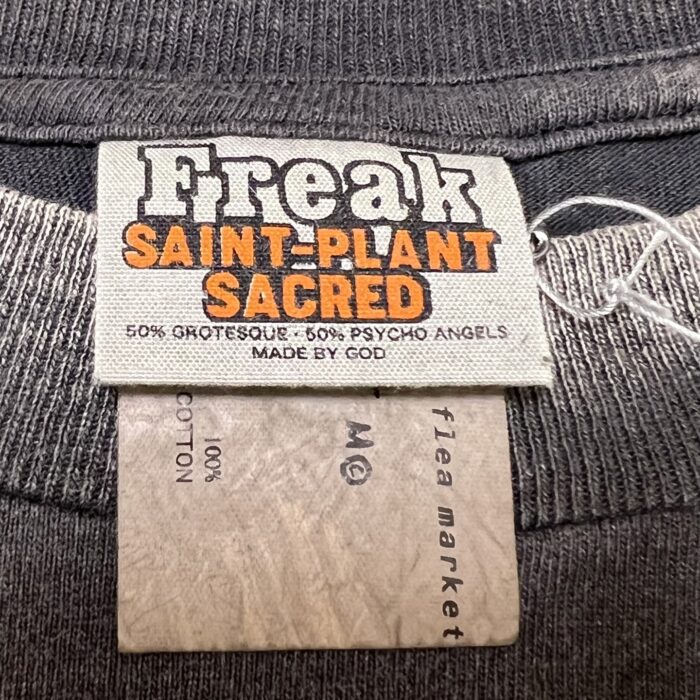 Freak
SAINT-PLANT
SACRED
50% GROTESQUE · 50% PSYCHO ANGELS
MADE BY GOD
flea market
M©
100%
COTTON